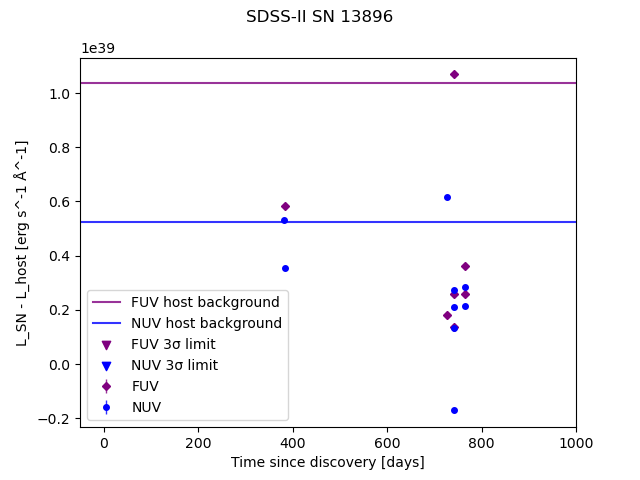 SDSS-II SN 13896
1e39
1.0
0.8
0.6
0.4
0.2
0.0
−0.2
L_SN - L_host [erg s^-1 Å^-1]
FUV host background
NUV host background
FUV 3σ limit
NUV 3σ limit
FUV
NUV
0 200 400 600 800 1000
Time since discovery [days]